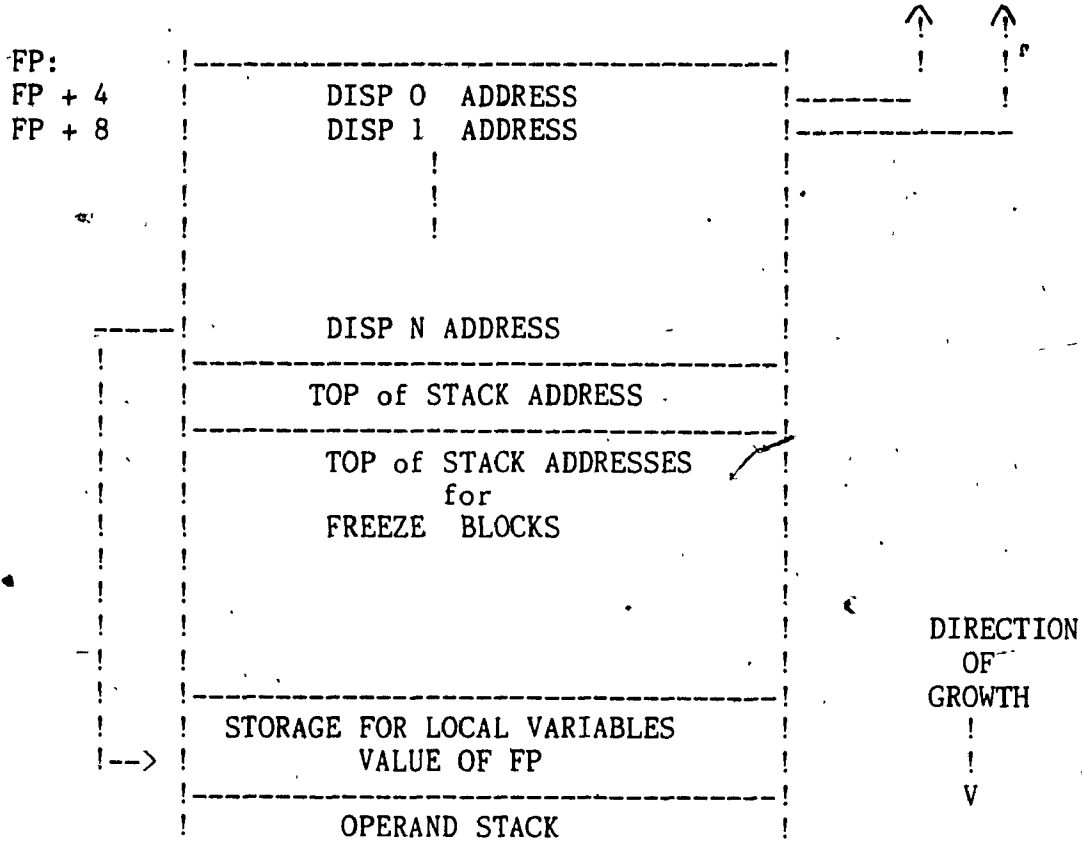 FP:
FP + 4 DISP 0 ADDRESS
FP + 8 DISP 1 ADDRESS
DISP N ADDRESS
TOP of STACK ADDRESS
TOP of STACK ADDRESSES
for
FREEZE BLOCKS
DIRECTION
OF
GROWTH
STORAGE FOR LOCAL VARIABLES
VALUE OF FP
OPERAND STACK